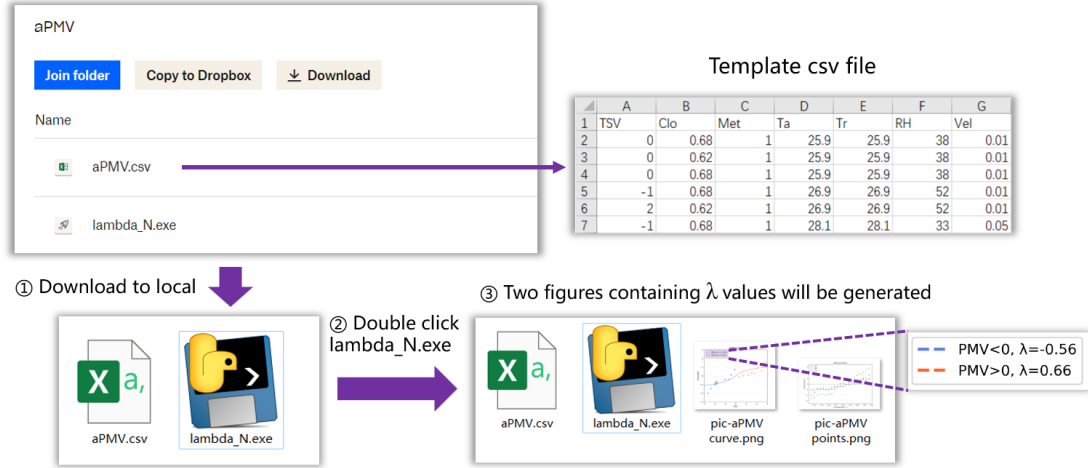 aPMV
Join folder
Copy to Dropbox
Download
Name
aPMV.csv
lambda_N.exe
Template csv file
A B C D E F G
1 TSV Clo Met Ta Tr RH Vel
2 0 0.68 1 25.9 25.9 38 0.01
3 0 0.62 1 25.9 25.9 38 0.01
4 0 0.68 1 25.9 25.9 38 0.01
5 -1 0.68 1 26.9 26.9 52 0.01
6 2 0.62 1 26.9 26.9 52 0.01
7 -1 0.68 1 28.1 28.1 33 0.05
① Download to local
X a,
aPMV.csv
lambda_N.exe
② Double click
lambda_N.exe
③ Two figures containing λ values will be generated
X a,
aPMV.csv
lambda_N.exe
pic-aPMV
curve.png
pic-aPMV
points.png
PMV<0, λ=-0.56
PMV>0, λ=0.66